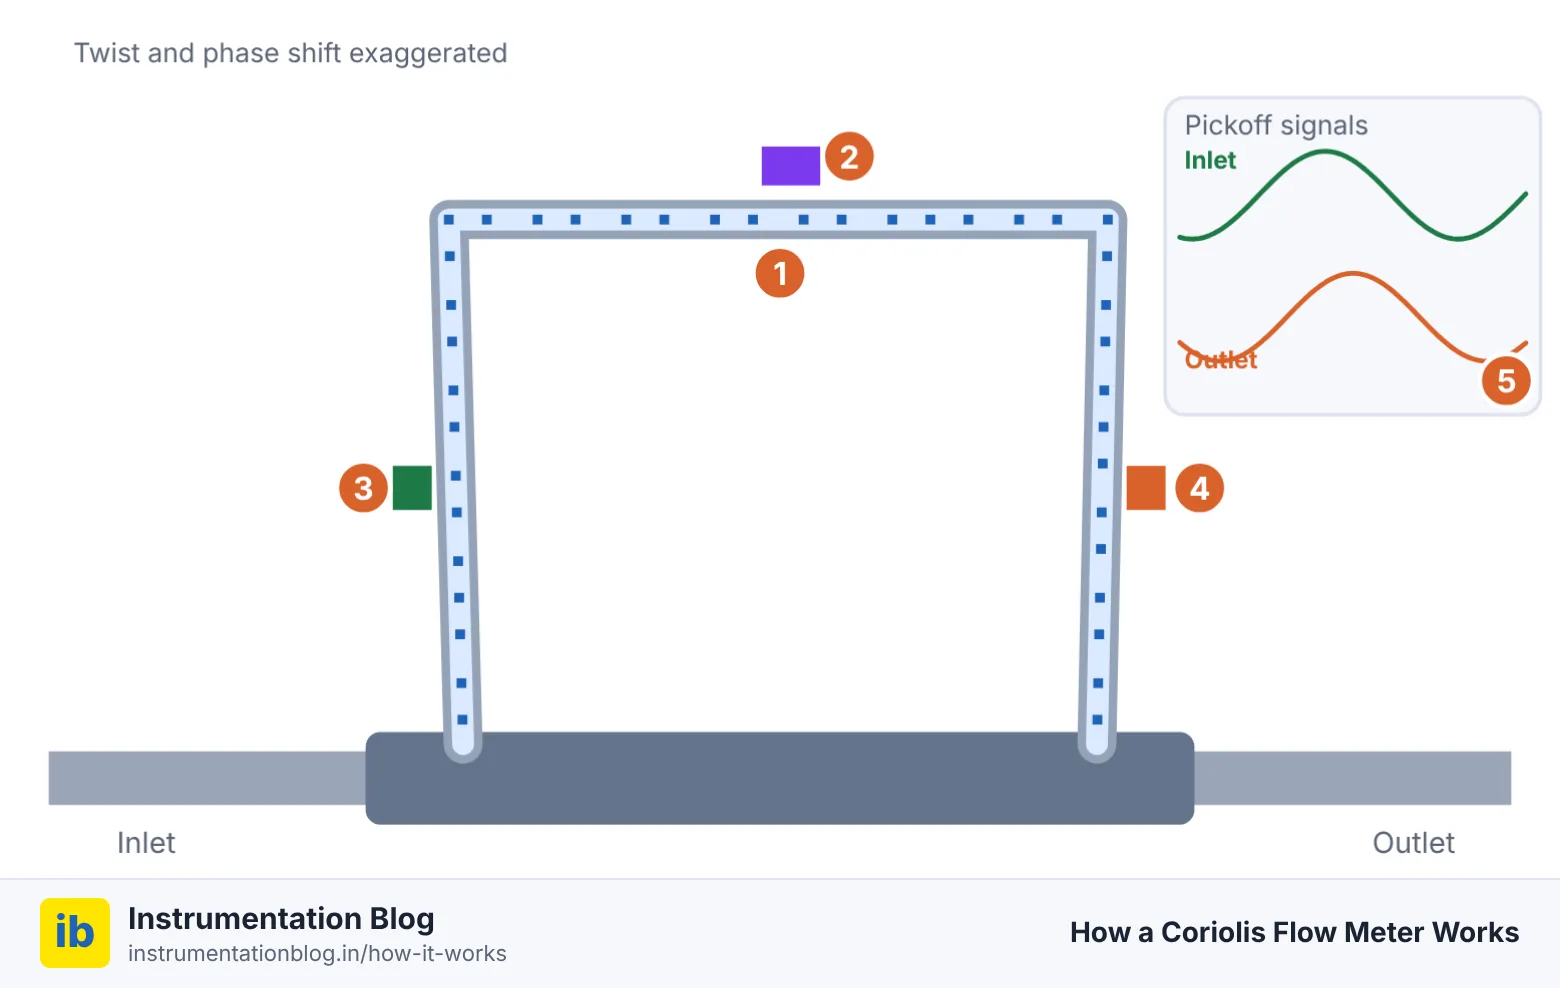 Twist and phase shift exaggerated
Pickoff signals
Inlet
Outlet
5
2
1
3
4
Inlet
Outlet
ib
Instrumentation Blog
instrumentationblog.in/how-it-works
How a Coriolis Flow Meter Works